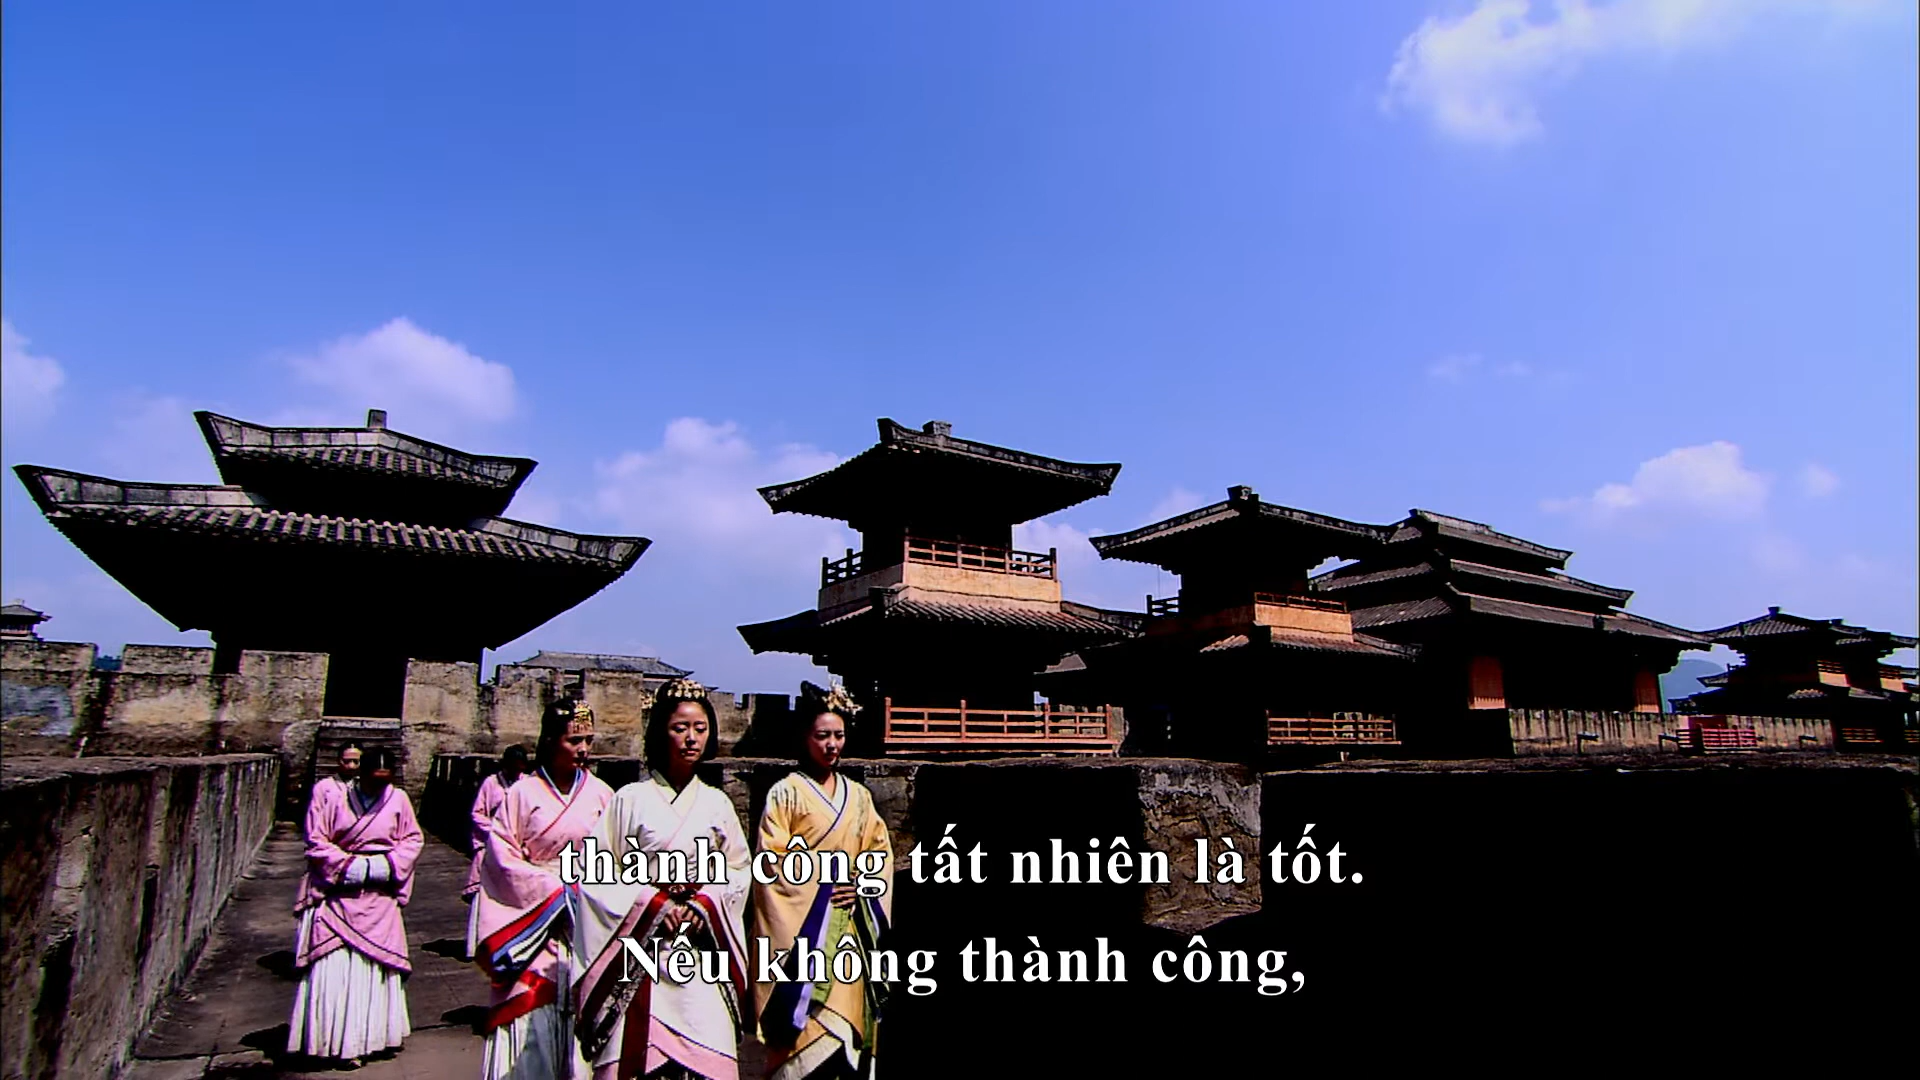 thành công tất nhiên là tốt.
Nếu không thành công,